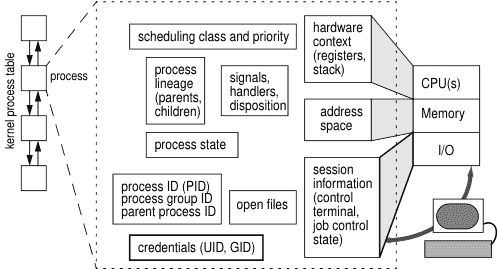 kernel process table
process
scheduling class and priority
process
lineage
(parents,
children)
signals,
handlers,
disposition
process state
process ID (PID)
process group ID
parent process ID
open files
credentials (UID, GID)
hardware
context
(registers,
stack)
address
space
session
information
(control
terminal,
job control
state)
CPU(s)
Memory
I/O